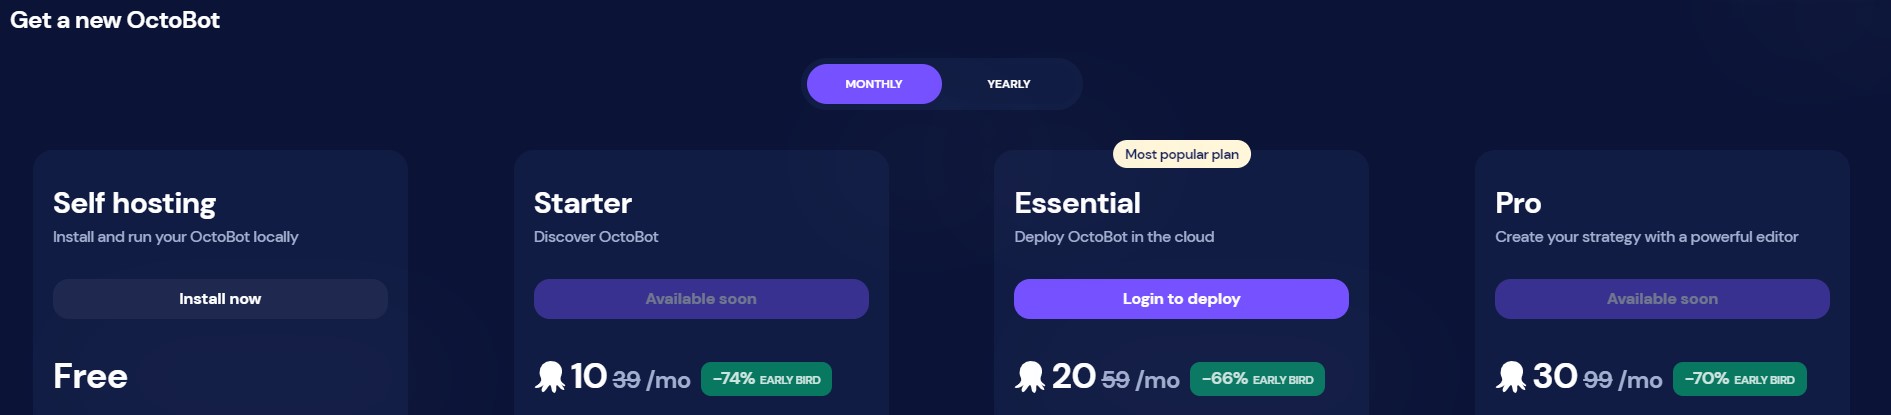 Get a new OctoBot
MONTHLY YEARLY
Self hosting
Install and run your OctoBot locally
Install now
Free
Starter
Discover OctoBot
Available soon
10 39 /mo -74% EARLY BIRD
Most popular plan
Essential
Deploy OctoBot in the cloud
Login to deploy
20 59 /mo -66% EARLY BIRD
Pro
Create your strategy with a powerful editor
Available soon
30 99 /mo -70% EARLY BIRD